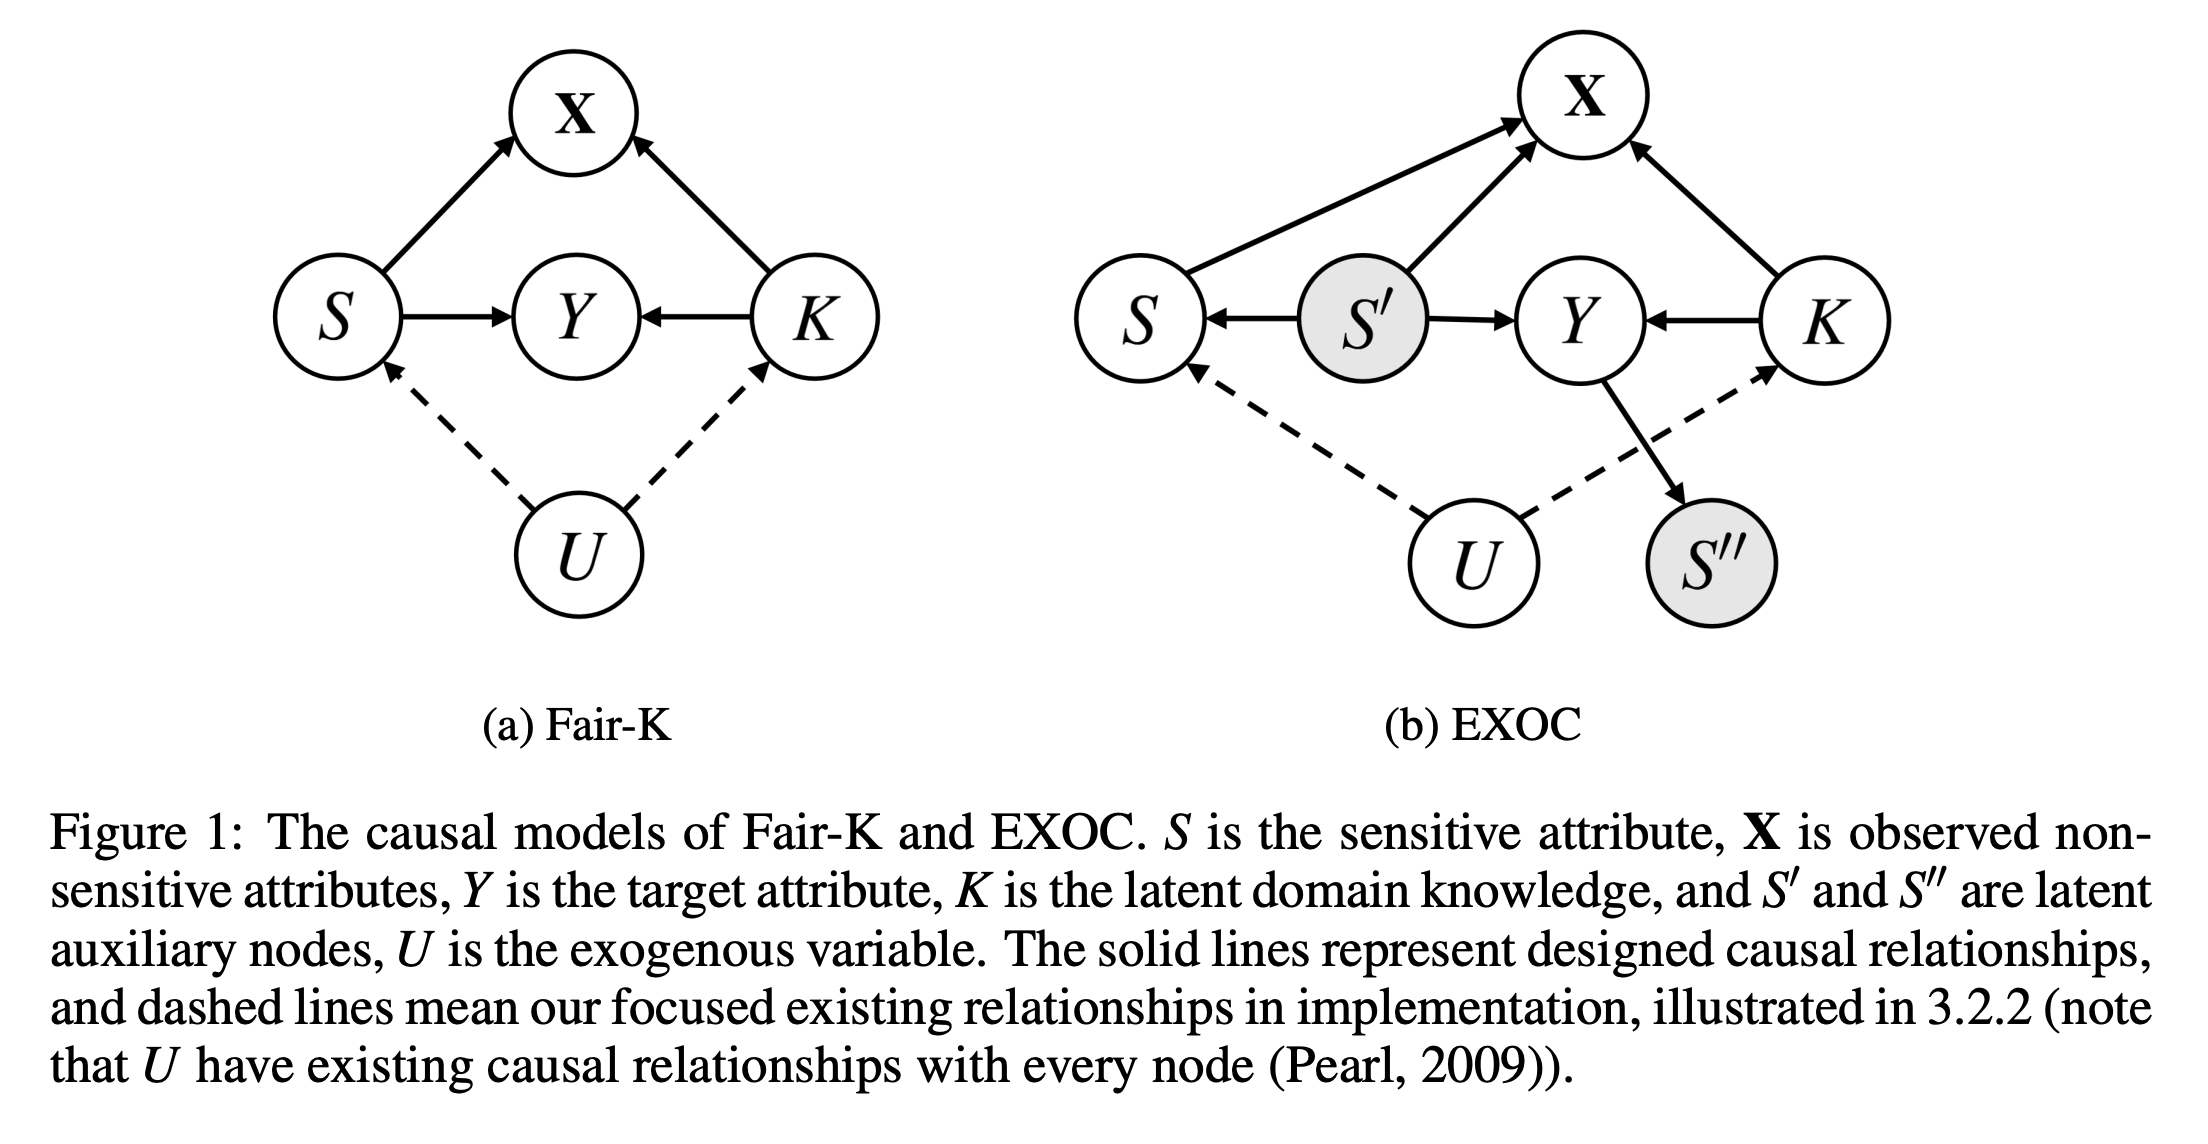 X
S
Y
K
U
(a) Fair-K
X
S
S′
Y
K
U
S′′
(b) EXOC
Figure 1: The causal models of Fair-K and EXOC. S is the sensitive attribute, X is observed non-
sensitive attributes, Y is the target attribute, K is the latent domain knowledge, and S′ and S′′ are latent
auxiliary nodes, U is the exogenous variable. The solid lines represent designed causal relationships,
and dashed lines mean our focused existing relationships in implementation, illustrated in 3.2.2 (note
that U have existing causal relationships with every node (Pearl, 2009)).